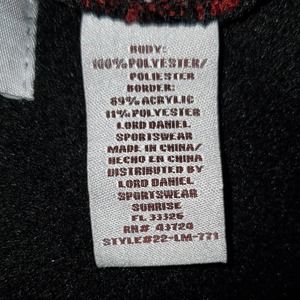 BODY:
100% POLYESTER/
POLIESTER
BORDER:
89% ACRYLIC
11% POLYESTER
LORD DANIEL
SPORTSWEAR
MADE IN CHINA/
HECHO EN CHINA
DISTRIBUTED BY
LORD DANIEL
SPORTSWEAR
SUNRISE
FL 33326
RN# 43724
STYLE#22-LM-771